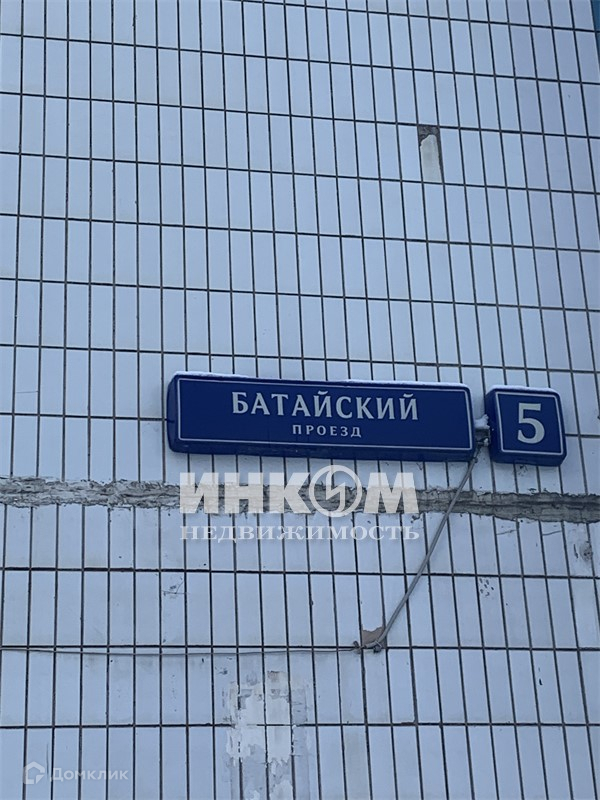 БАТАЙСКИЙ
ПРОЕЗД
5
ИНКОМ
НЕДВИЖИМОСТЬ
Домклик